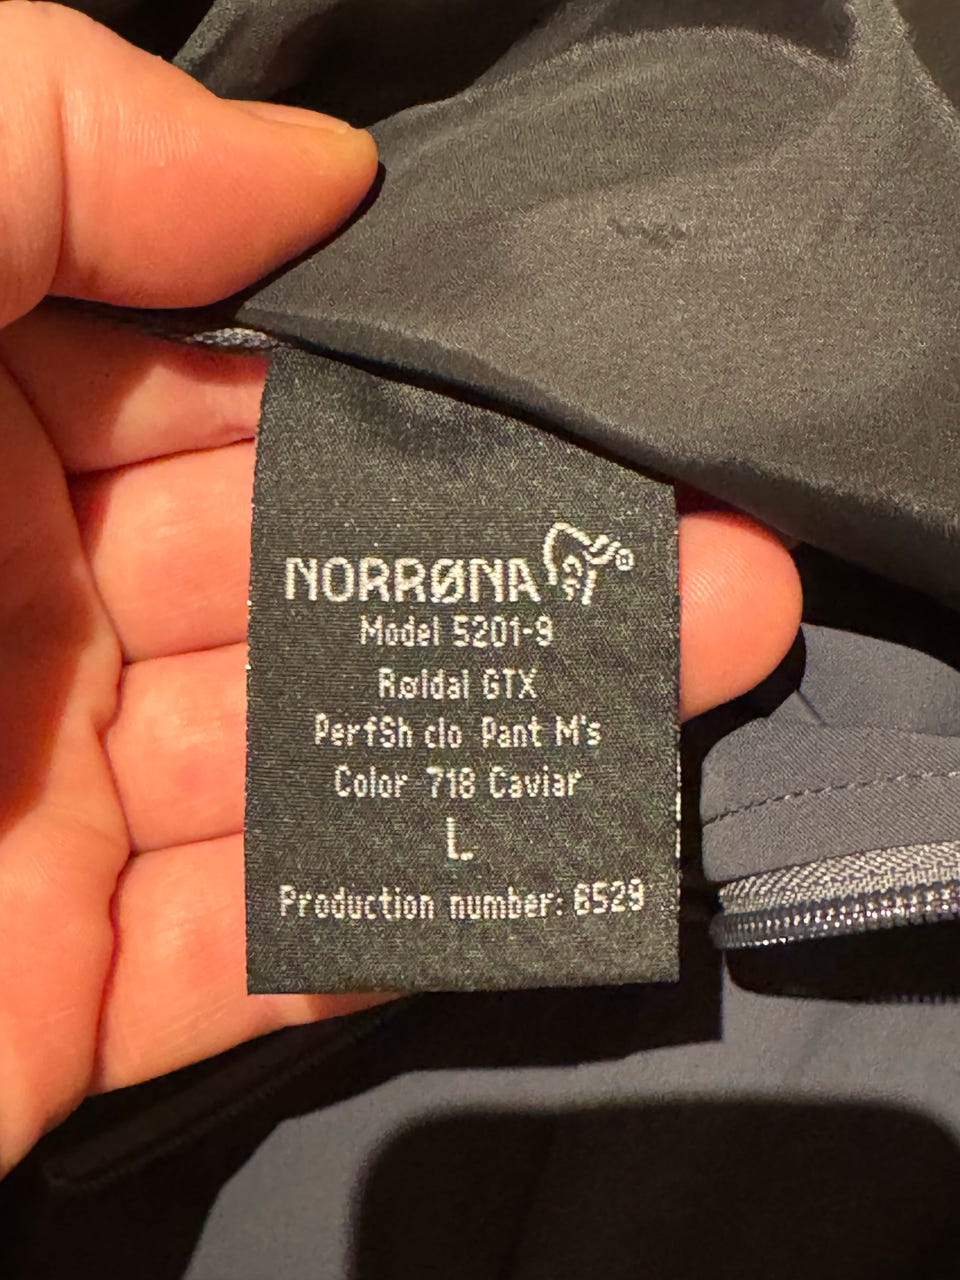 NORRØNA
Model 5201-9
Røldal GTX
PerfSh clo Pant M's
Color 718 Caviar
L
Production number: 6529